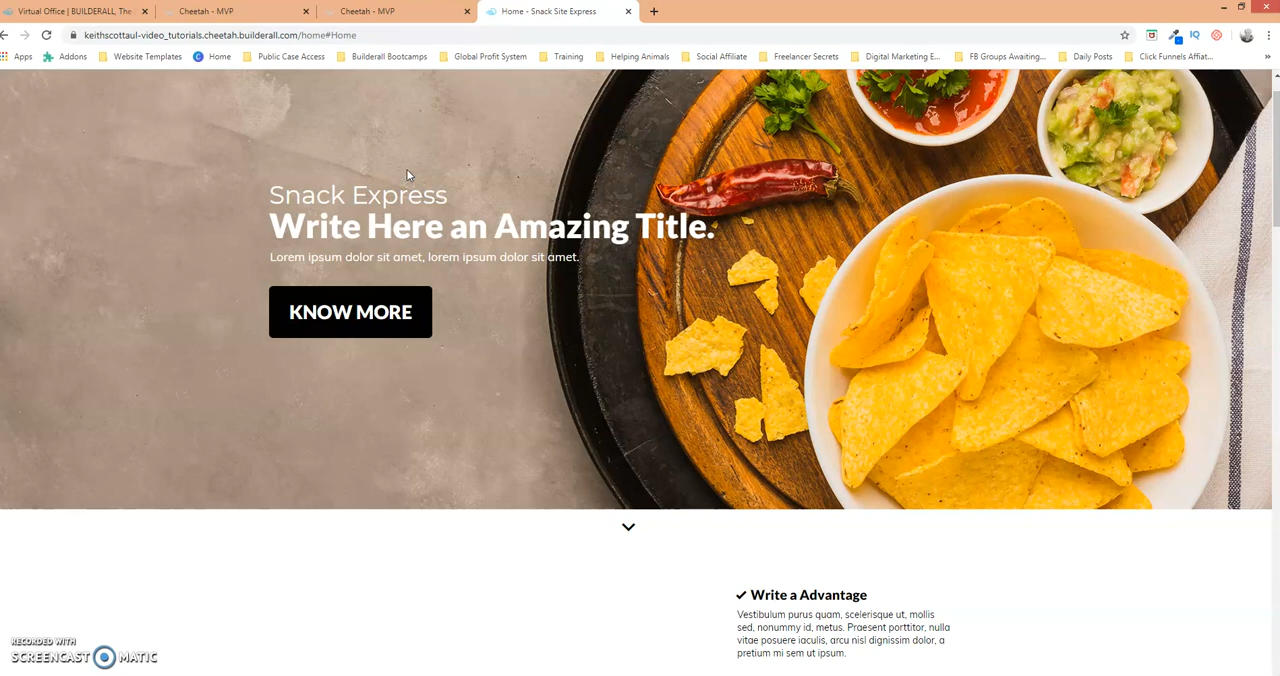 Virtual Office | BUILDERALL, The
Cheetah - MVP
Cheetah - MVP
Home - Snack Site Express
keithscottaul-video_tutorials.cheetah.builderall.com/home#Home
IQ
Apps
Addons
Website Templates
Home
Public Case Access
Builderall Bootcamps
Global Profit System
Training
Helping Animals
Social Affiliate
Freelancer Secrets
Digital Marketing E...
FB Groups Awaiting...
Daily Posts
Click Funnels Affiat...
»
Snack Express
Write Here an Amazing Title.
Lorem ipsum dolor sit amet, lorem ipsum dolor sit amet.
KNOW MORE
Write a Advantage
Vestibulum purus quam, scelerisque ut, mollis
sed, nonummy id, metus. Praesent porttitor, nulla
vitae posuere iaculis, arcu nisl dignissim dolor, a
pretium mi sem ut ipsum.
RECORDED WITH
SCREENCAST MATIC